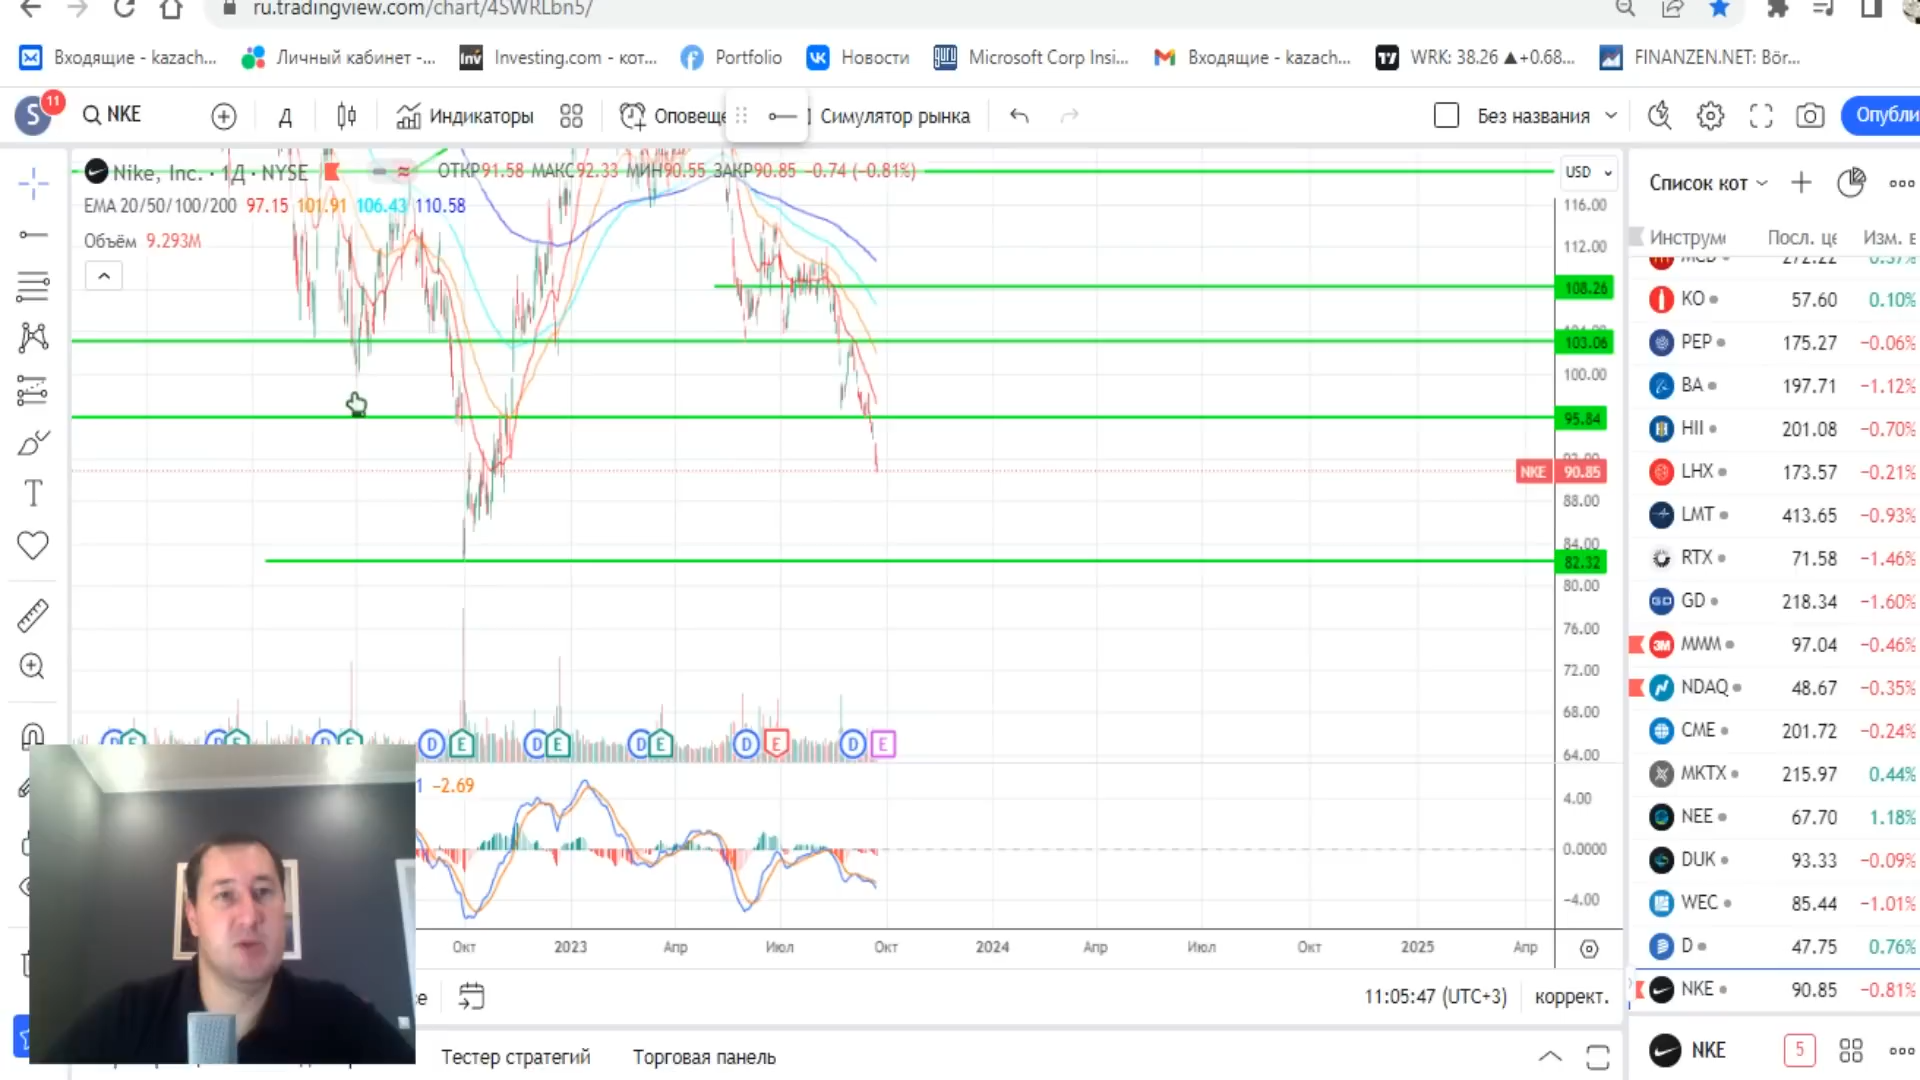 ru.tradingview.com/chart/4SWRLbn5/
Входящие - kazach...
Личный кабинет -...
Investing.com - кот...
Portfolio
Новости
Microsoft Corp Insi...
Входящие - kazach...
WRK: 38.26 ▲+0.68...
FINANZEN.NET: Bör...
S 11
NKE
Д
Индикаторы
Оповеще
Симулятор рынка
Без названия
Опубли
Nike, Inc. · 1Д · NYSE
ОТКР91.58 МАКС92.33 МИН90.55 ЗАКР90.85 −0.74 (−0.81%)
EMA 20/50/100/200 97.15 101.91 106.43 110.58
Объём 9.293M
USD
116.00
112.00
108.26
103.06
100.00
95.84
NKE 90.85
88.00
84.00
82.32
80.00
76.00
72.00
68.00
64.00
D E D E D E D E D E
−2.69
4.00
0.0000
−4.00
Окт 2023 Апр Июл Окт 2024 Апр Июл Окт 2025 Апр
11:05:47 (UTC+3) коррект.
Тестер стратегий Торговая панель
Список кот
Инструм Посл. це Изм. в
MCD 272.22 0.37%
KO 57.60 0.10%
PEP 175.27 −0.06%
BA 197.71 −1.12%
HII 201.08 −0.70%
LHX 173.57 −0.21%
LMT 413.65 −0.93%
RTX 71.58 −1.46%
GD 218.34 −1.60%
MMM 97.04 −0.46%
NDAQ 48.67 −0.35%
CME 201.72 −0.24%
MKTX 215.97 0.44%
NEE 67.70 1.18%
DUK 93.33 −0.09%
WEC 85.44 −1.01%
D 47.75 0.76%
NKE 90.85 −0.81%
NKE 5